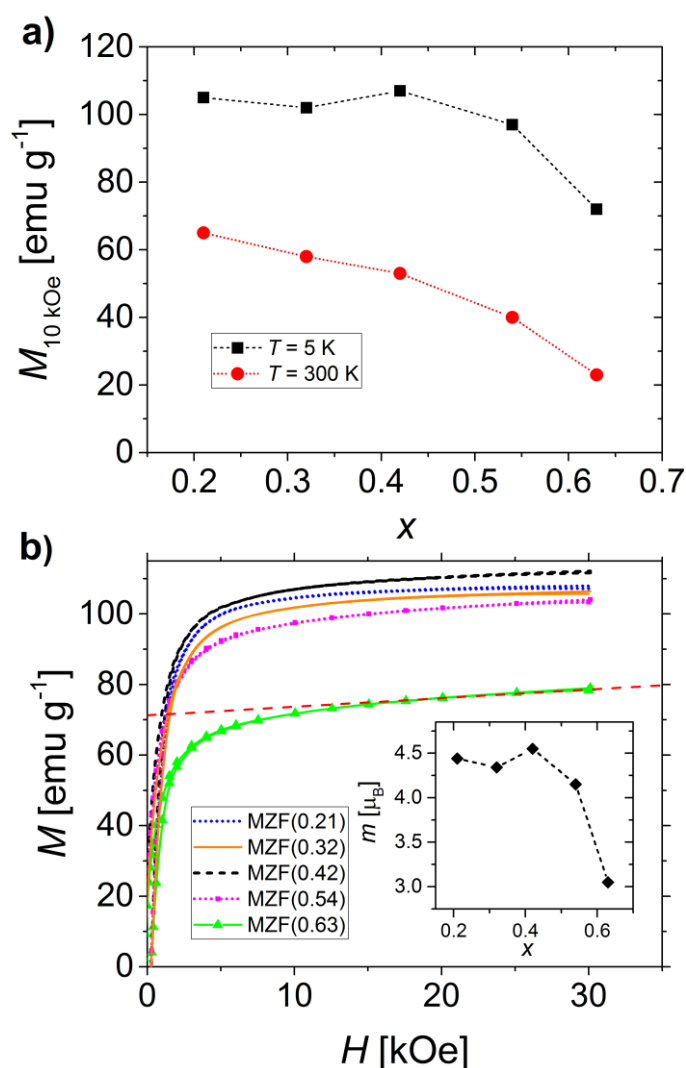 a)
120
100
80
60
40
20
0
M10 kOe [emu g-1]
T = 5 K
T = 300 K
0.2 0.3 0.4 0.5 0.6 0.7
x
b)
100
80
60
40
20
0
M [emu g-1]
MZF(0.21)
MZF(0.32)
MZF(0.42)
MZF(0.54)
MZF(0.63)
4.5
4.0
3.5
3.0
m [μB]
0.2 0.4 0.6
x
0 10 20 30
H [kOe]